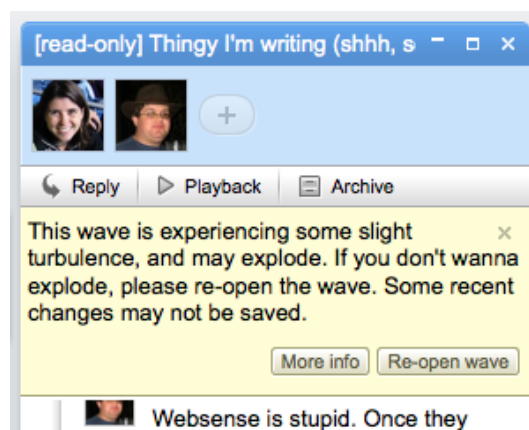 [read-only] Thingy I'm writing (shhh, s
Reply Playback Archive
This wave is experiencing some slight
turbulence, and may explode. If you don't wanna
explode, please re-open the wave. Some recent
changes may not be saved.
More info Re-open wave
Websense is stupid. Once they